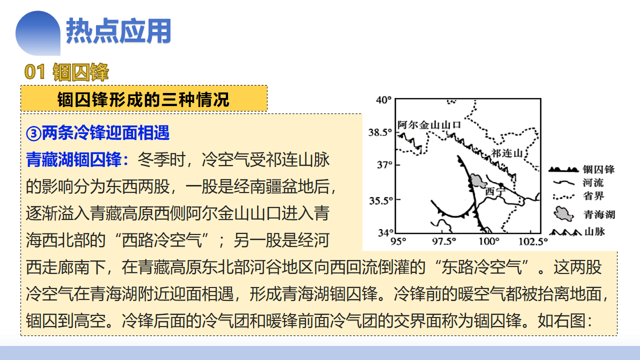 热点应用
01 锢囚锋
锢囚锋形成的三种情况
③两条冷锋迎面相遇
青藏湖锢囚锋：冬季时，冷空气受祁连山脉
的影响分为东西两股，一股是经南疆盆地后，
逐渐溢入青藏高原西侧阿尔金山山口进入青
海西北部的“西路冷空气”；另一股是经河
西走廊南下，在青藏高原东北部河谷地区向西回流倒灌的“东路冷空气”。这两股
冷空气在青海湖附近迎面相遇，形成青海湖锢囚锋。冷锋前的暖空气都被抬离地面，
锢囚到高空。冷锋后面的冷气团和暖锋前面冷气团的交界面称为锢囚锋。如右图：
40°
38.5°
37°
35.5°
34°
95°
97.5°
100°
102.5°
阿尔金山山口
祁连山
西宁
锢囚锋
河流
省界
青海湖
山脉